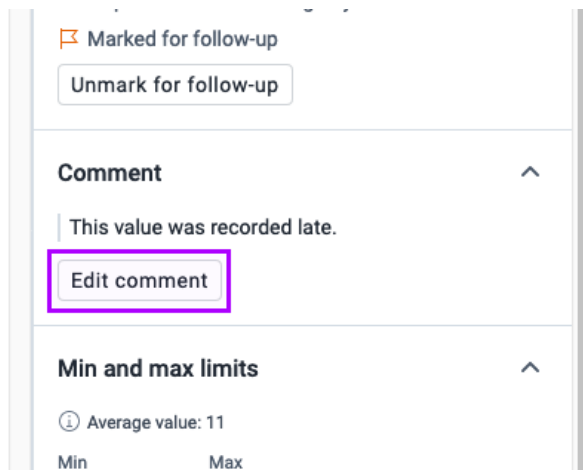 Marked for follow-up
Unmark for follow-up
Comment
This value was recorded late.
Edit comment
Min and max limits
Average value: 11
Min Max